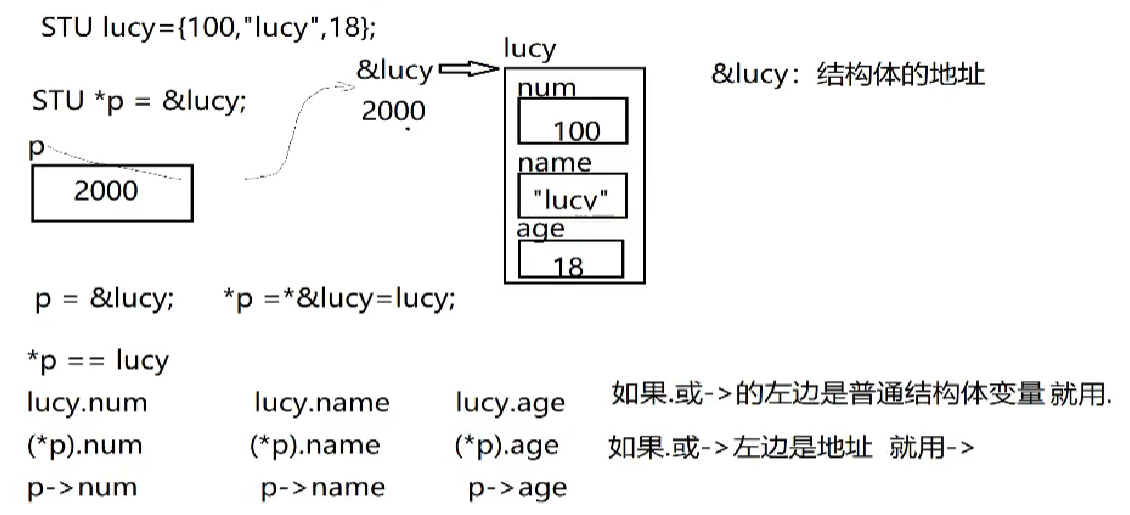 STU lucy={100,"lucy",18};
lucy
&lucy
&lucy：结构体的地址
STU *p = &lucy;
2000
num
100
p
2000
name
"lucy"
age
18
p = &lucy; *p =*&lucy=lucy;
*p == lucy
lucy.num lucy.name lucy.age 如果.或->的左边是普通结构体变量 就用.
(*p).num (*p).name (*p).age 如果.或->左边是地址 就用->
p->num p->name p->age